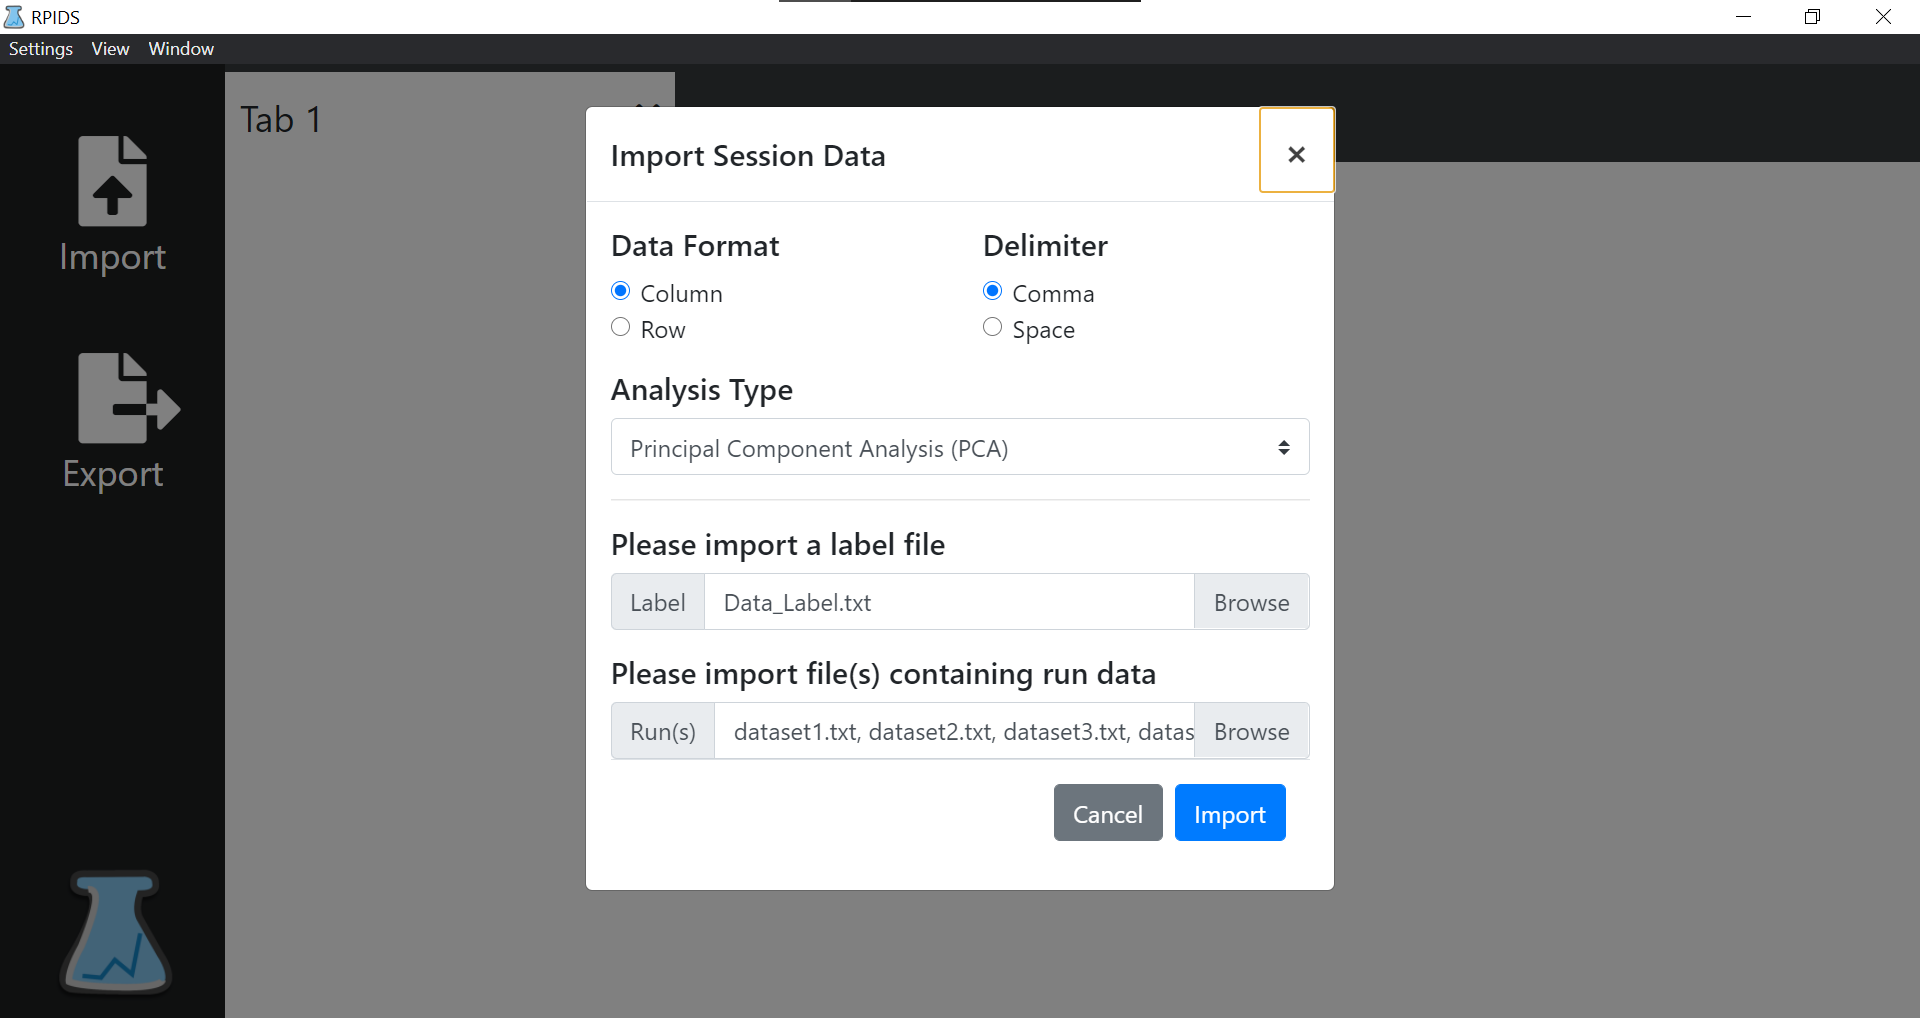 RPIDS
Settings View Window
Tab 1
Import
Export
Import Session Data
×
Data Format
Column
Row
Delimiter
Comma
Space
Analysis Type
Principal Component Analysis (PCA)
Please import a label file
Label Data_Label.txt Browse
Please import file(s) containing run data
Run(s) dataset1.txt, dataset2.txt, dataset3.txt, datas Browse
Cancel Import